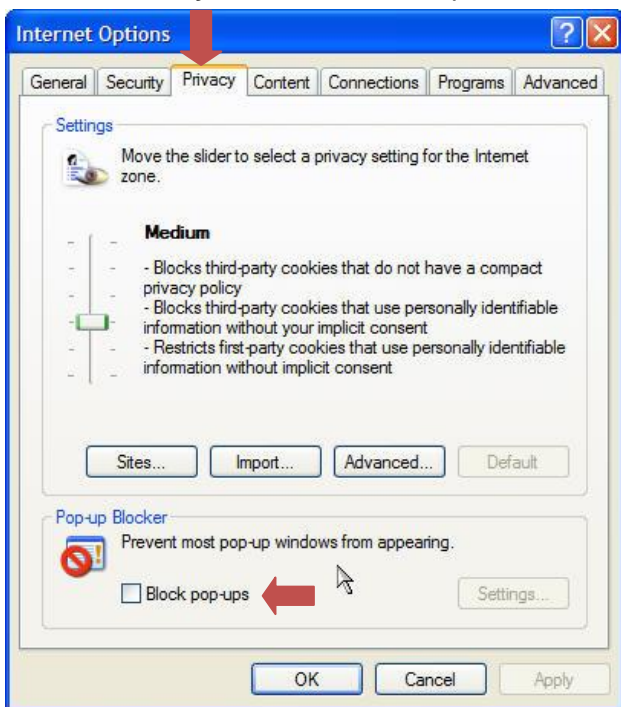 Internet Options
General Security Privacy Content Connections Programs Advanced
Settings
Move the slider to select a privacy setting for the Internet
zone.
Medium
- Blocks third-party cookies that do not have a compact
privacy policy
- Blocks third-party cookies that use personally identifiable
information without your implicit consent
- Restricts first-party cookies that use personally identifiable
information without implicit consent
Sites... Import... Advanced... Default
Pop-up Blocker
Prevent most pop-up windows from appearing.
Block pop-ups Settings...
OK Cancel Apply